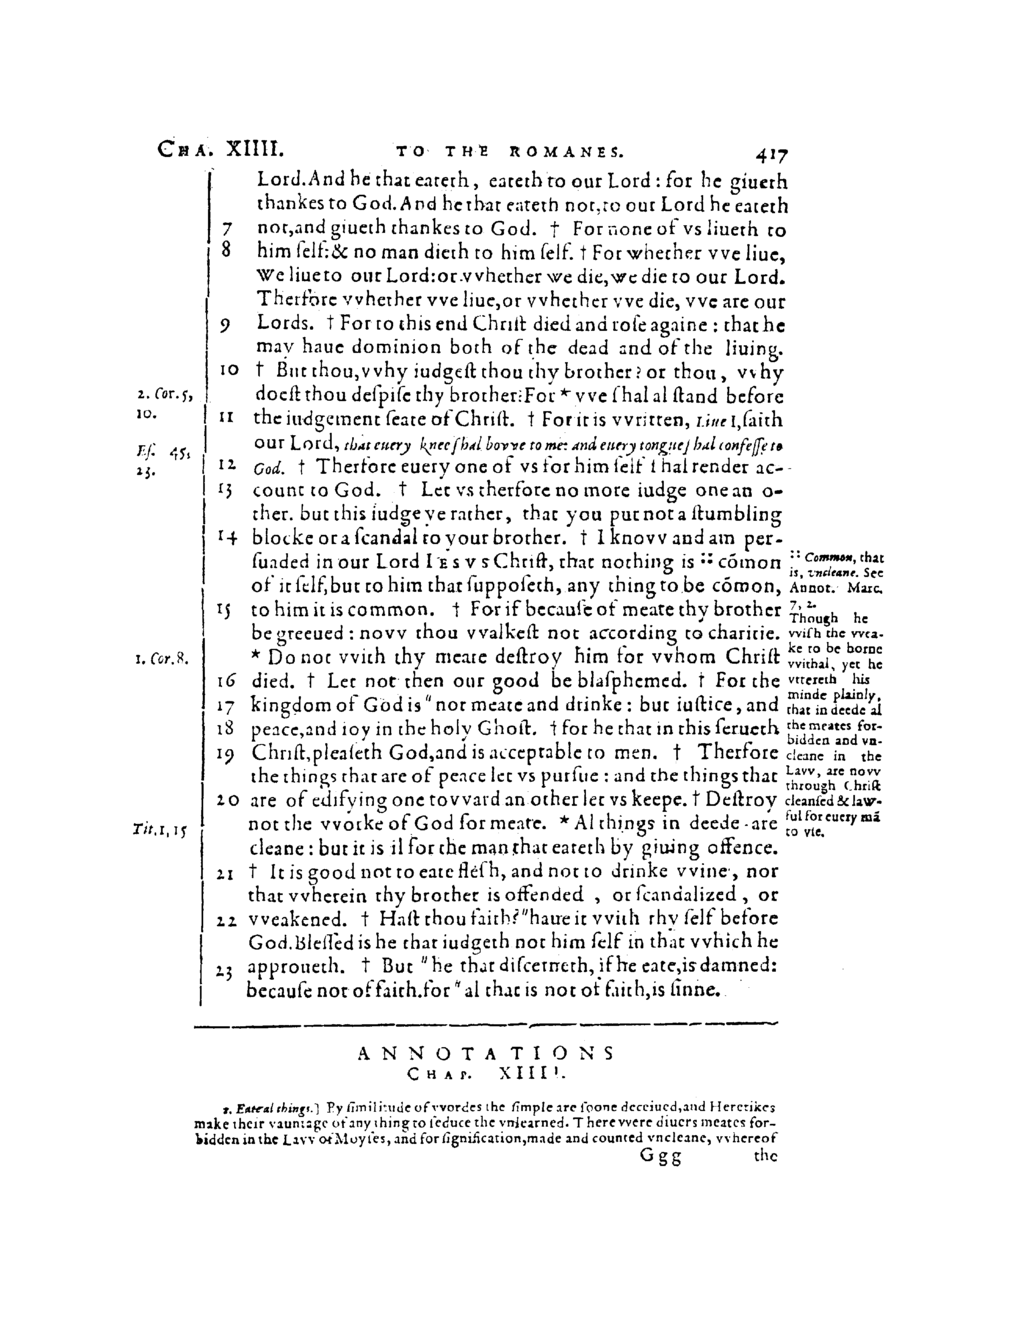 CHA. XIIII. TO THE ROMANES. 417
Lord. And he that eateth, eateth to our Lord: for he giueth
thankes to God. And he that eateth not, to our Lord he eateth
7 not, and giueth thankes to God. † For none of vs liueth to
8 him ſelf: & no man dieth to him ſelf. † For whether vve liue,
We liue to our Lord: or vvhether we die, we die to our Lord.
Therfore vvhether vve liue, or vvhether vve die, vve are our
9 Lords. † For to this end Chriſt died and roſe againe: that he
may haue dominion both of the dead and of the liuing.
10 † But thou, vvhy iudgeſt thou thy brother? or thou, vvhy
2. Cor. 5, doeſt thou deſpiſe thy brother? For * vve ſhal al ſtand before
10. 11 the iudgement ſeate of Chriſt. † For it is vvritten, Liue I, ſaith
Eſ. 45, our Lord, that euery knee ſhal bovve to me: and euery tongue ſhal confeſſe to
23. 12 God. † Therfore euery one of vs for him ſelf ſhal render ac-
13 count to God. † Let vs therfore no more iudge one an o-
ther. but this iudge ye rather, that you put not a ſtumbling
14 blocke or a ſcandal to your brother. † I knovv and am per-
ſuaded in our Lord IESVS Chriſt, that nothing is :: cõmon
of it ſelf, but to him that ſuppoſeth, any thing to be cõmon,
15 to him it is common. † For if becauſe of meate thy brother
be greeued: novv thou vvalkeſt not according to charitie.
1. Cor. 8. * Do not vvith thy meate deſtroy him for vvhom Chriſt
16 died. † Let not then our good be blaſphemed. † For the
17 kingdom of God is " not meate and drinke: but iuſtice, and
18 peace, and ioy in the holy Ghoſt. † for he that in this ſerueth
19 Chriſt, pleaſeth God, and is acceptable to men. † Therfore
the things that are of peace let vs purſue: and the things that
20 are of edifying one tovvard an other let vs keepe. † Deſtroy
Tit. 1, 15 not the vvorke of God for meate. * Al things in deede are
cleane: but it is il for the man that eateth by giuing offence.
21 † It is good not to eate fleſh, and not to drinke vvine, nor
that vvherein thy brother is offended, or ſcandalized, or
22 vveakened. † Haſt thou faith? " haue it vvith thy ſelf before
God. Bleſſed is he that iudgeth not him ſelf in that vvhich he
23 approueth. † But " he that diſcerneth, if he eate, is damned:
becauſe not of faith. for " al that is not of faith, is ſinne.
:: Common, that
is, vncleane. See
Annot. Marc.
7, 2.
Though he
vviſh the vvea-
ke to be borne
vvithal, yet he
vttereth his
minde plainly,
that in deede al
the meates for-
bidden and vn-
cleane in the
Lavv, are novv
through Chriſt
cleanſed & law-
ful for euery mã
to vſe.
ANNOTATIONS
CHAP. XIIII.
2. Eate al things.] By ſimilitude of vvordes the ſimple are ſoone deceiued, and Heretikes
make their vauntage of any thing to ſeduce the vnlearned. There vvere diuers meates for-
bidden in the Lavv of Moyſes, and for ſignification, made and counted vncleane, vvhereof
Ggg the